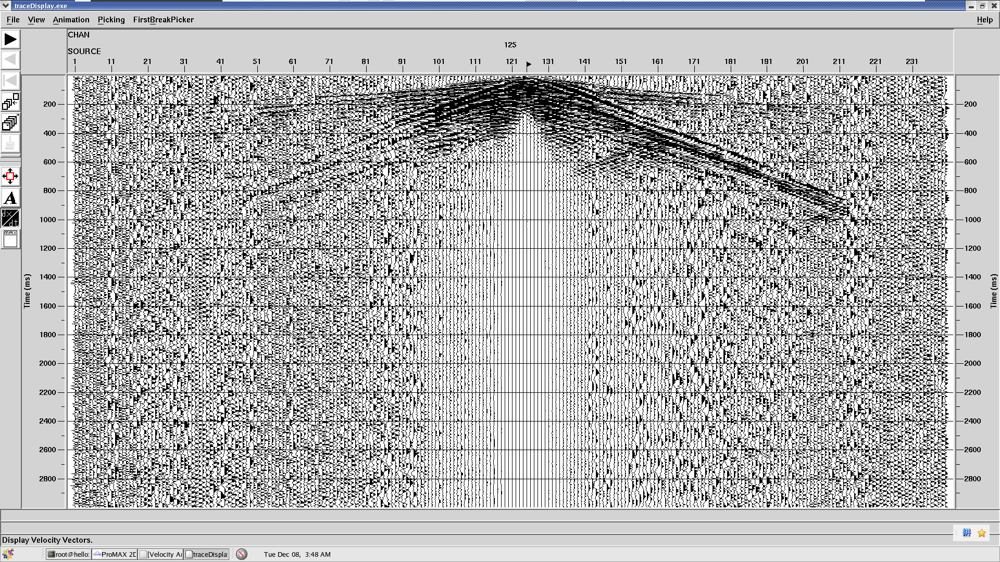 traceDisplay.exe
File View Animation Picking FirstBreakPicker Help
CHAN
125
SOURCE
1 11 21 31 41 51 61 71 81 91 101 111 121 131 141 151 161 171 181 191 201 211 221 231
200 200
400 400
600 600
800 800
1000 1000
1200 1200
1400 1400
Time (ms) Time (ms)
1600 1600
1800 1800
2000 2000
2200 2200
2400 2400
2600 2600
2800 2800
A
dx
dt
max
拼
Display Velocity Vectors.
root@hello: ProMAX 2D [Velocity An traceDispla Tue Dec 08, 3:48 AM